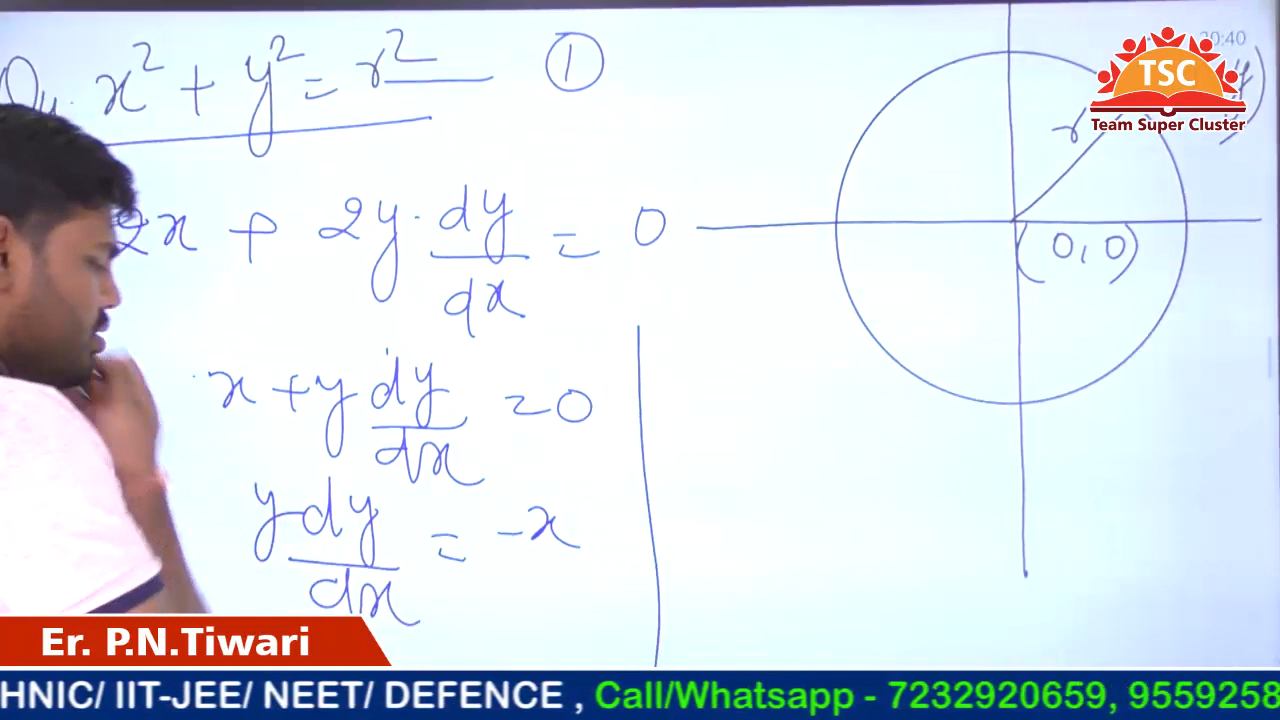 x² + y² = r² ①
2x + 2y · dy/dx = 0
x + y dy/dx = 0
y dy/dx = -x
r
(0, 0)
y)
TSC
Team Super Cluster
Er. P.N.Tiwari
HNIC/ IIT-JEE/ NEET/ DEFENCE , Call/Whatsapp - 7232920659, 9559258